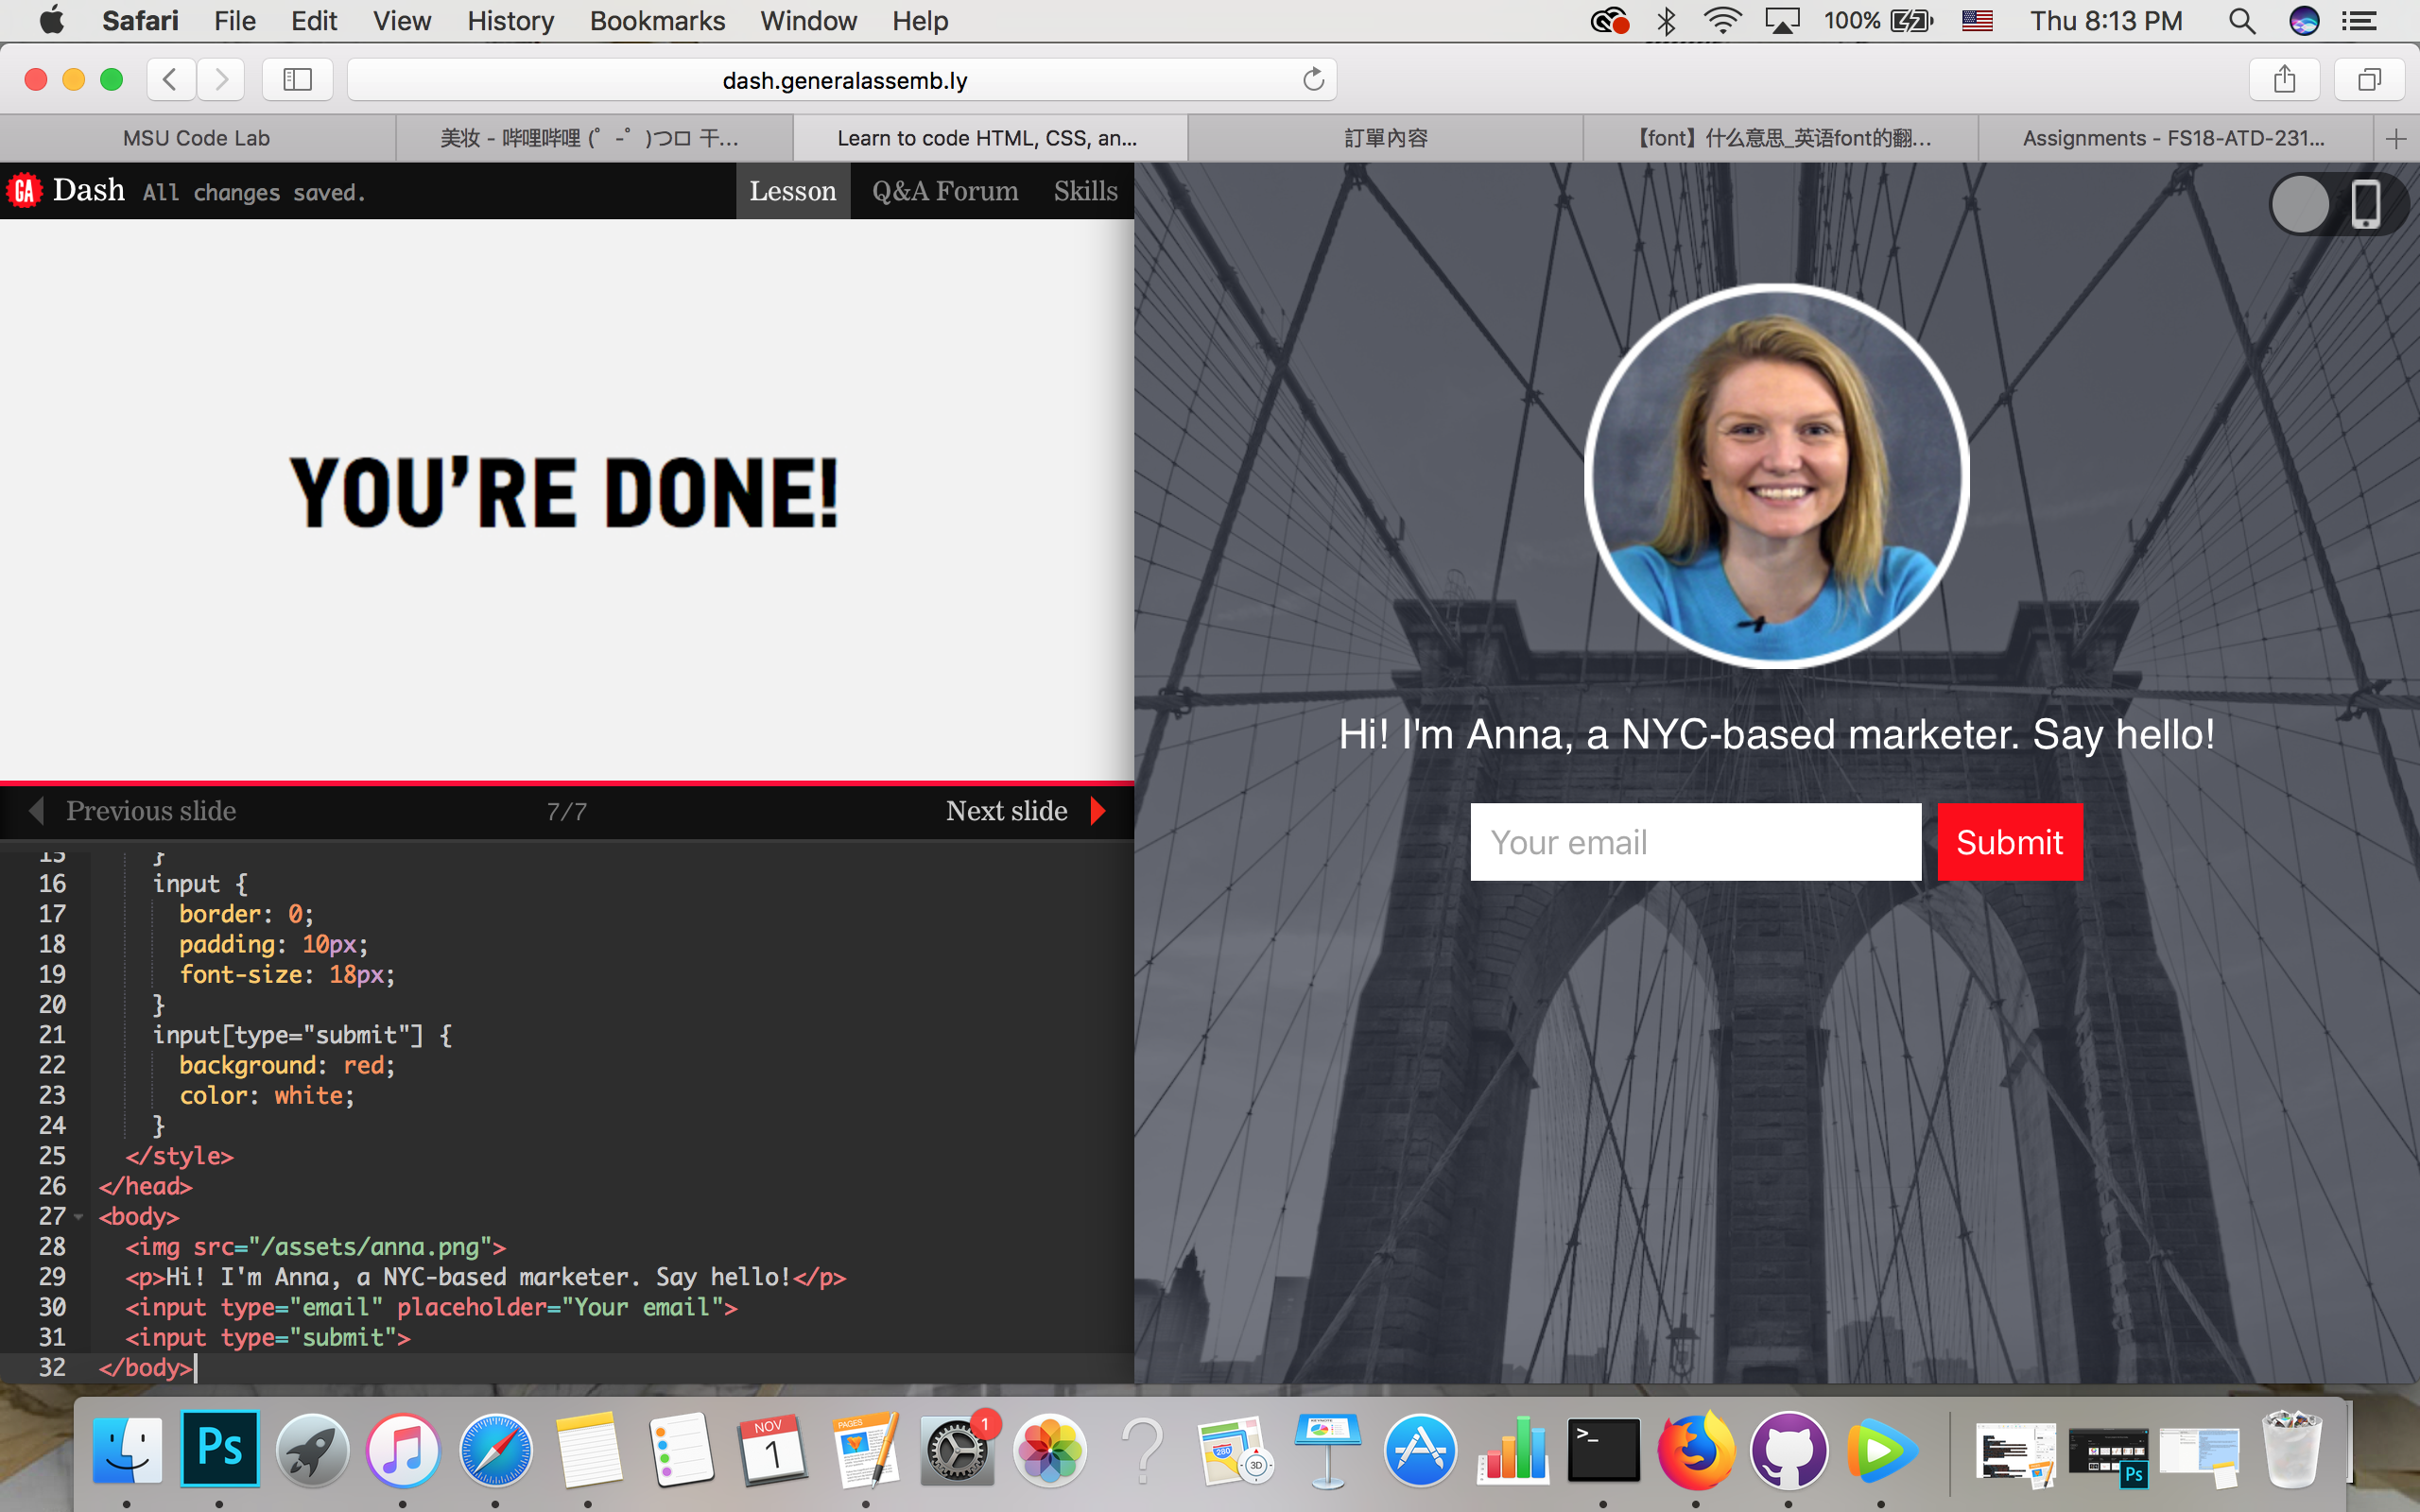 Safari File Edit View History Bookmarks Window Help 100% Thu 8:13 PM
dash.generalassemb.ly
MSU Code Lab
美妆 - 哔哩哔哩 (゜-゜)つロ 干...
Learn to code HTML, CSS, an...
訂單內容
【font】什么意思_英语font的翻...
Assignments - FS18-ATD-231...
GA Dash All changes saved. Lesson Q&A Forum Skills
YOU'RE DONE!
Previous slide 7/7 Next slide
15 }
16 input {
17 border: 0;
18 padding: 10px;
19 font-size: 18px;
20 }
21 input[type="submit"] {
22 background: red;
23 color: white;
24 }
25 </style>
26 </head>
27 <body>
28 <img src="/assets/anna.png">
29 <p>Hi! I'm Anna, a NYC-based marketer. Say hello!</p>
30 <input type="email" placeholder="Your email">
31 <input type="submit">
32 </body>
Hi! I'm Anna, a NYC-based marketer. Say hello!
Your email Submit
Ps
NOV
1
PAGES
1
280
3D
KEYNOTE
>_
Ps